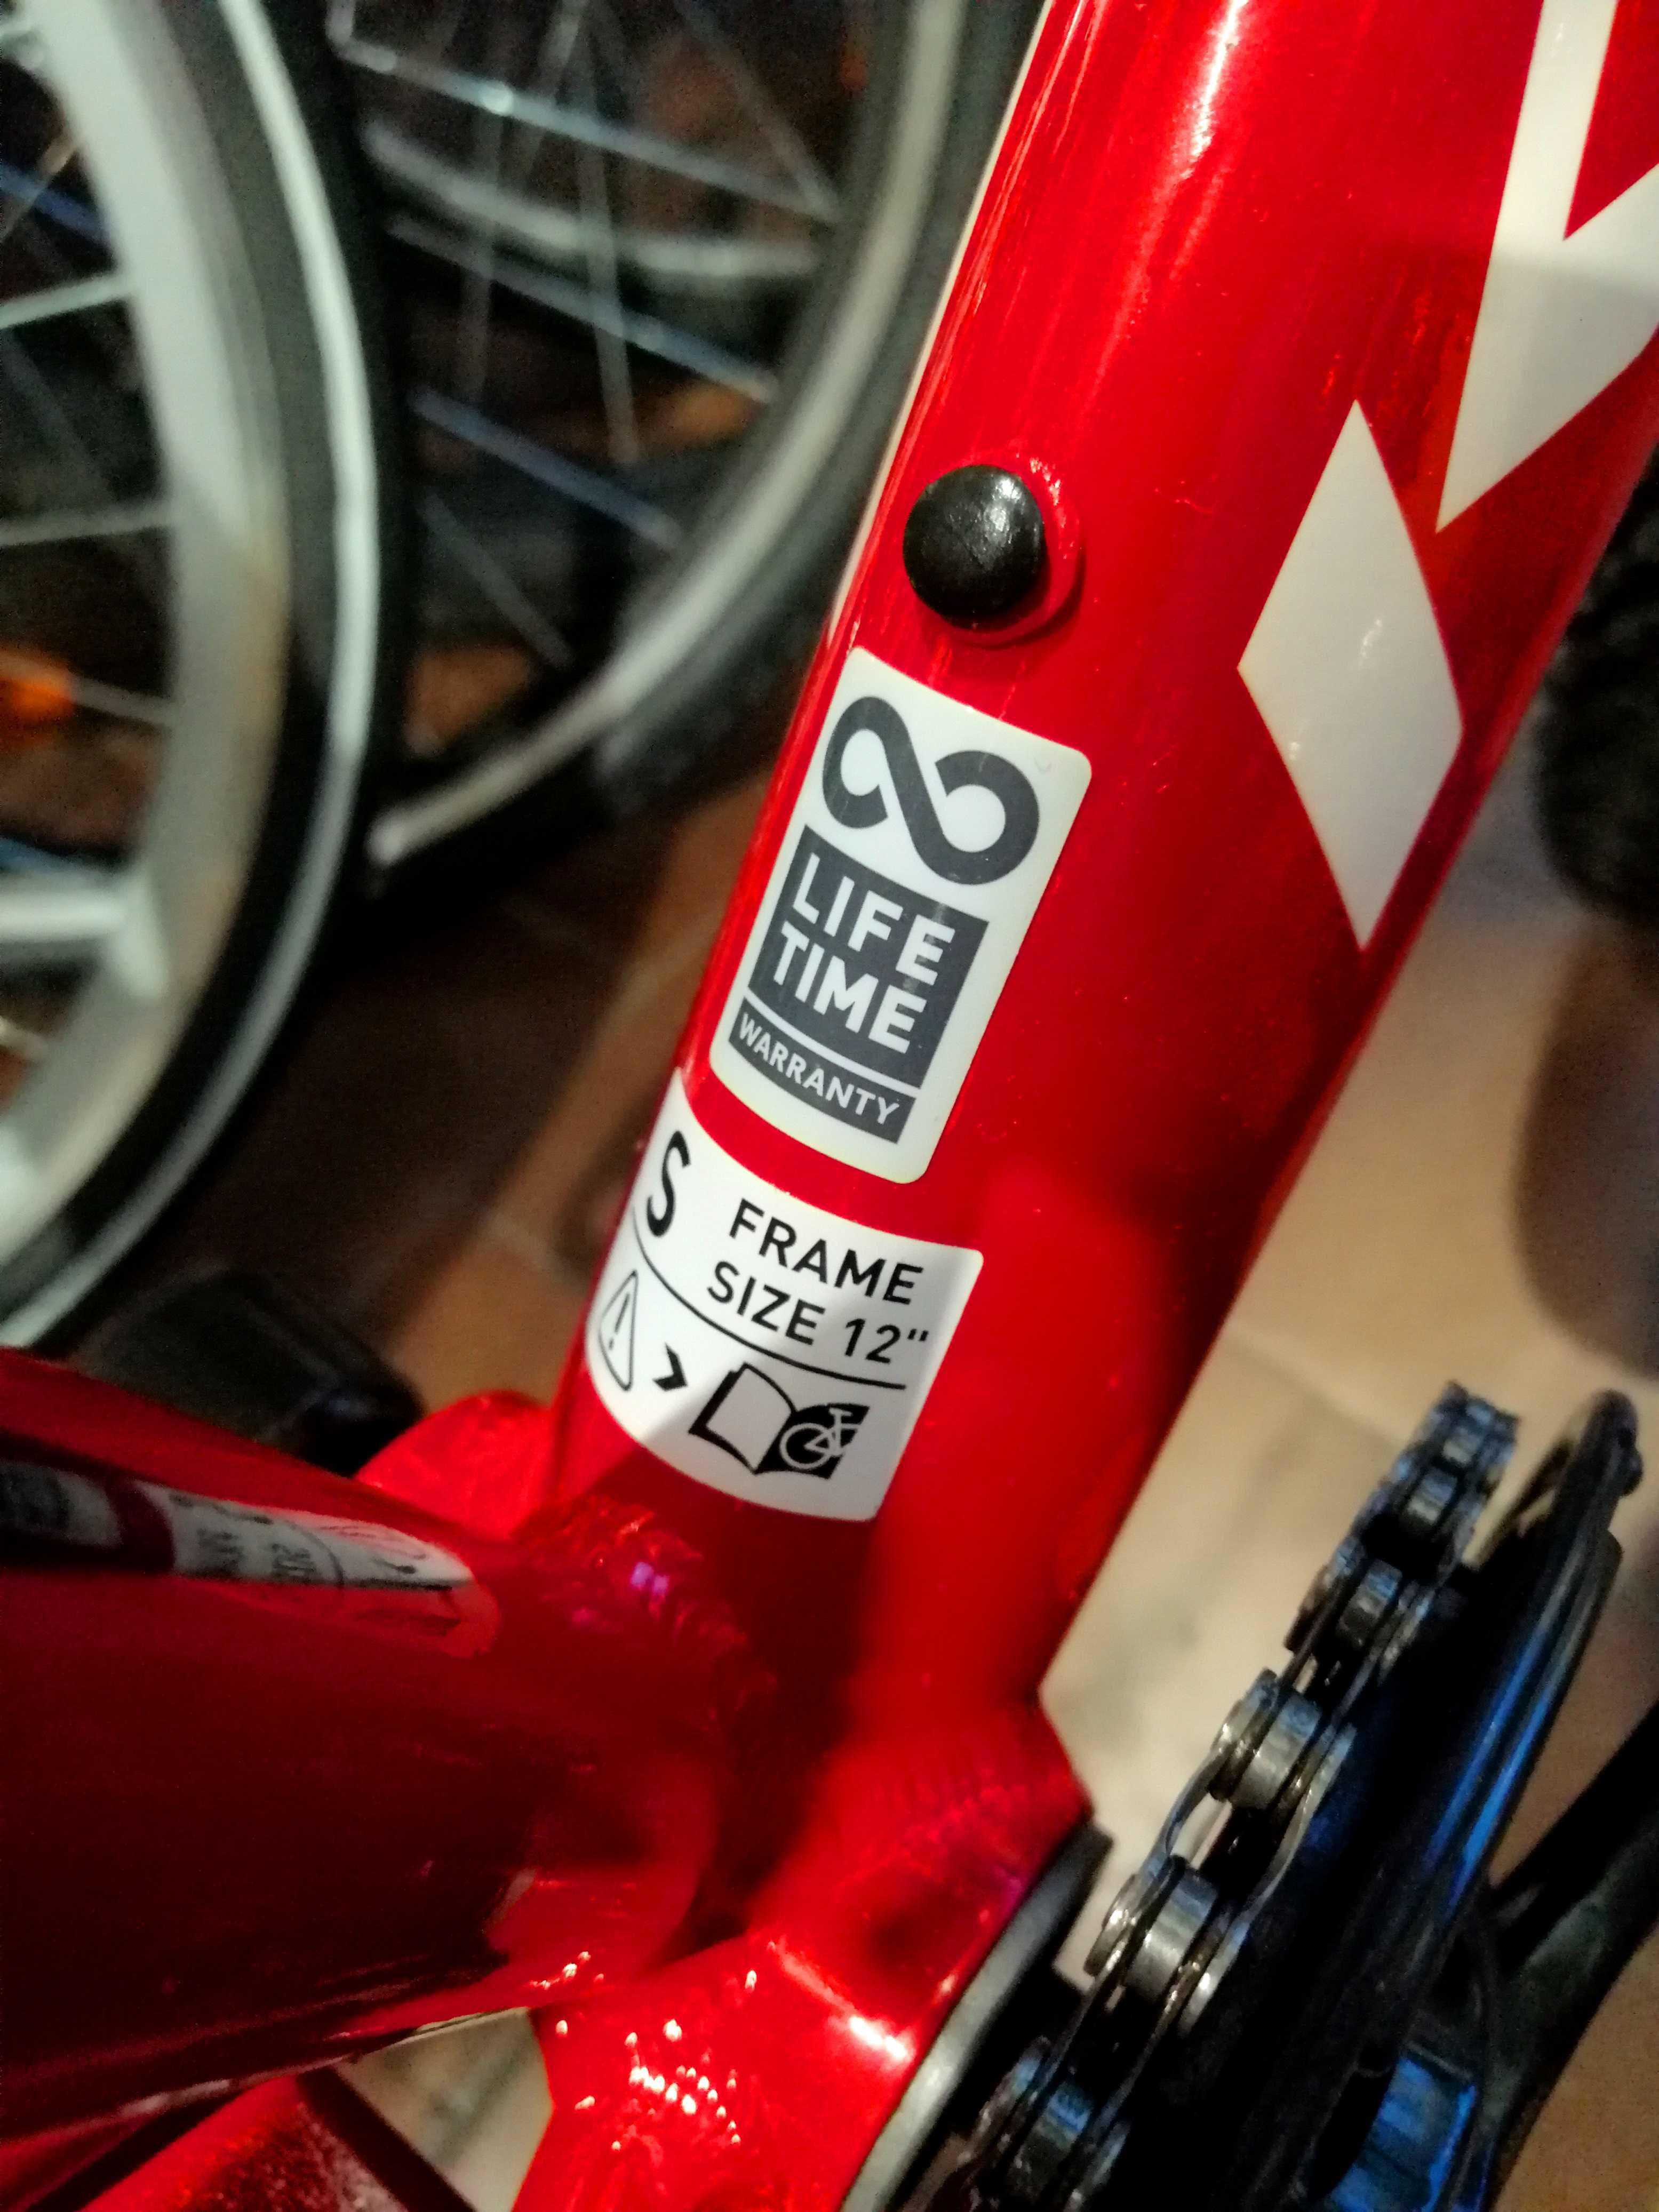 LIFE
TIME
WARRANTY
S
FRAME
SIZE 12"